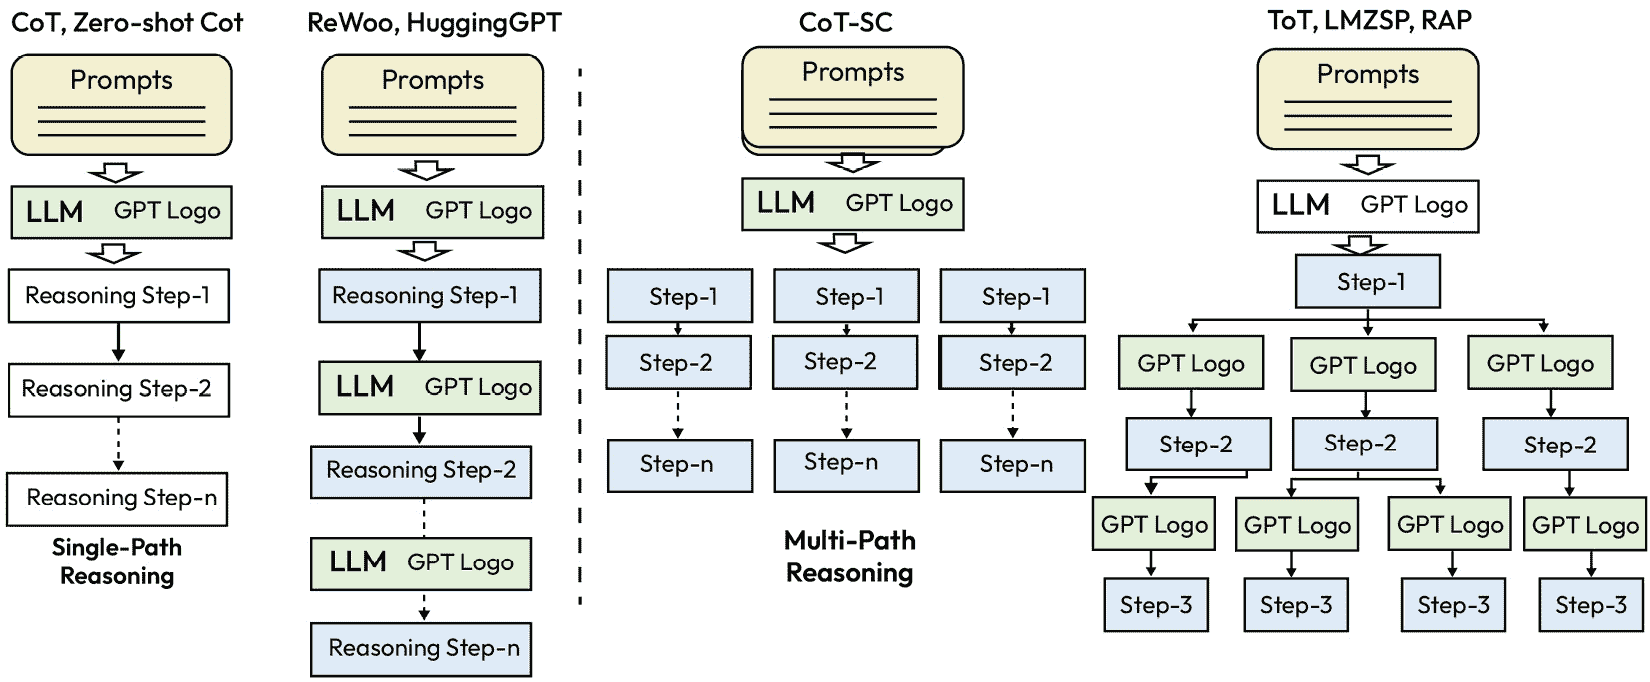 CoT, Zero-shot Cot
Prompts
LLM GPT Logo
Reasoning Step-1
Reasoning Step-2
Reasoning Step-n
Single-Path
Reasoning
ReWoo, HuggingGPT
Prompts
LLM GPT Logo
Reasoning Step-1
LLM GPT Logo
Reasoning Step-2
LLM GPT Logo
Reasoning Step-n
CoT-SC
Prompts
LLM GPT Logo
Step-1 Step-1 Step-1
Step-2 Step-2 Step-2
Step-n Step-n Step-n
Multi-Path
Reasoning
ToT, LMZSP, RAP
Prompts
LLM GPT Logo
Step-1
GPT Logo GPT Logo GPT Logo
Step-2 Step-2 Step-2
GPT Logo GPT Logo GPT Logo GPT Logo
Step-3 Step-3 Step-3 Step-3